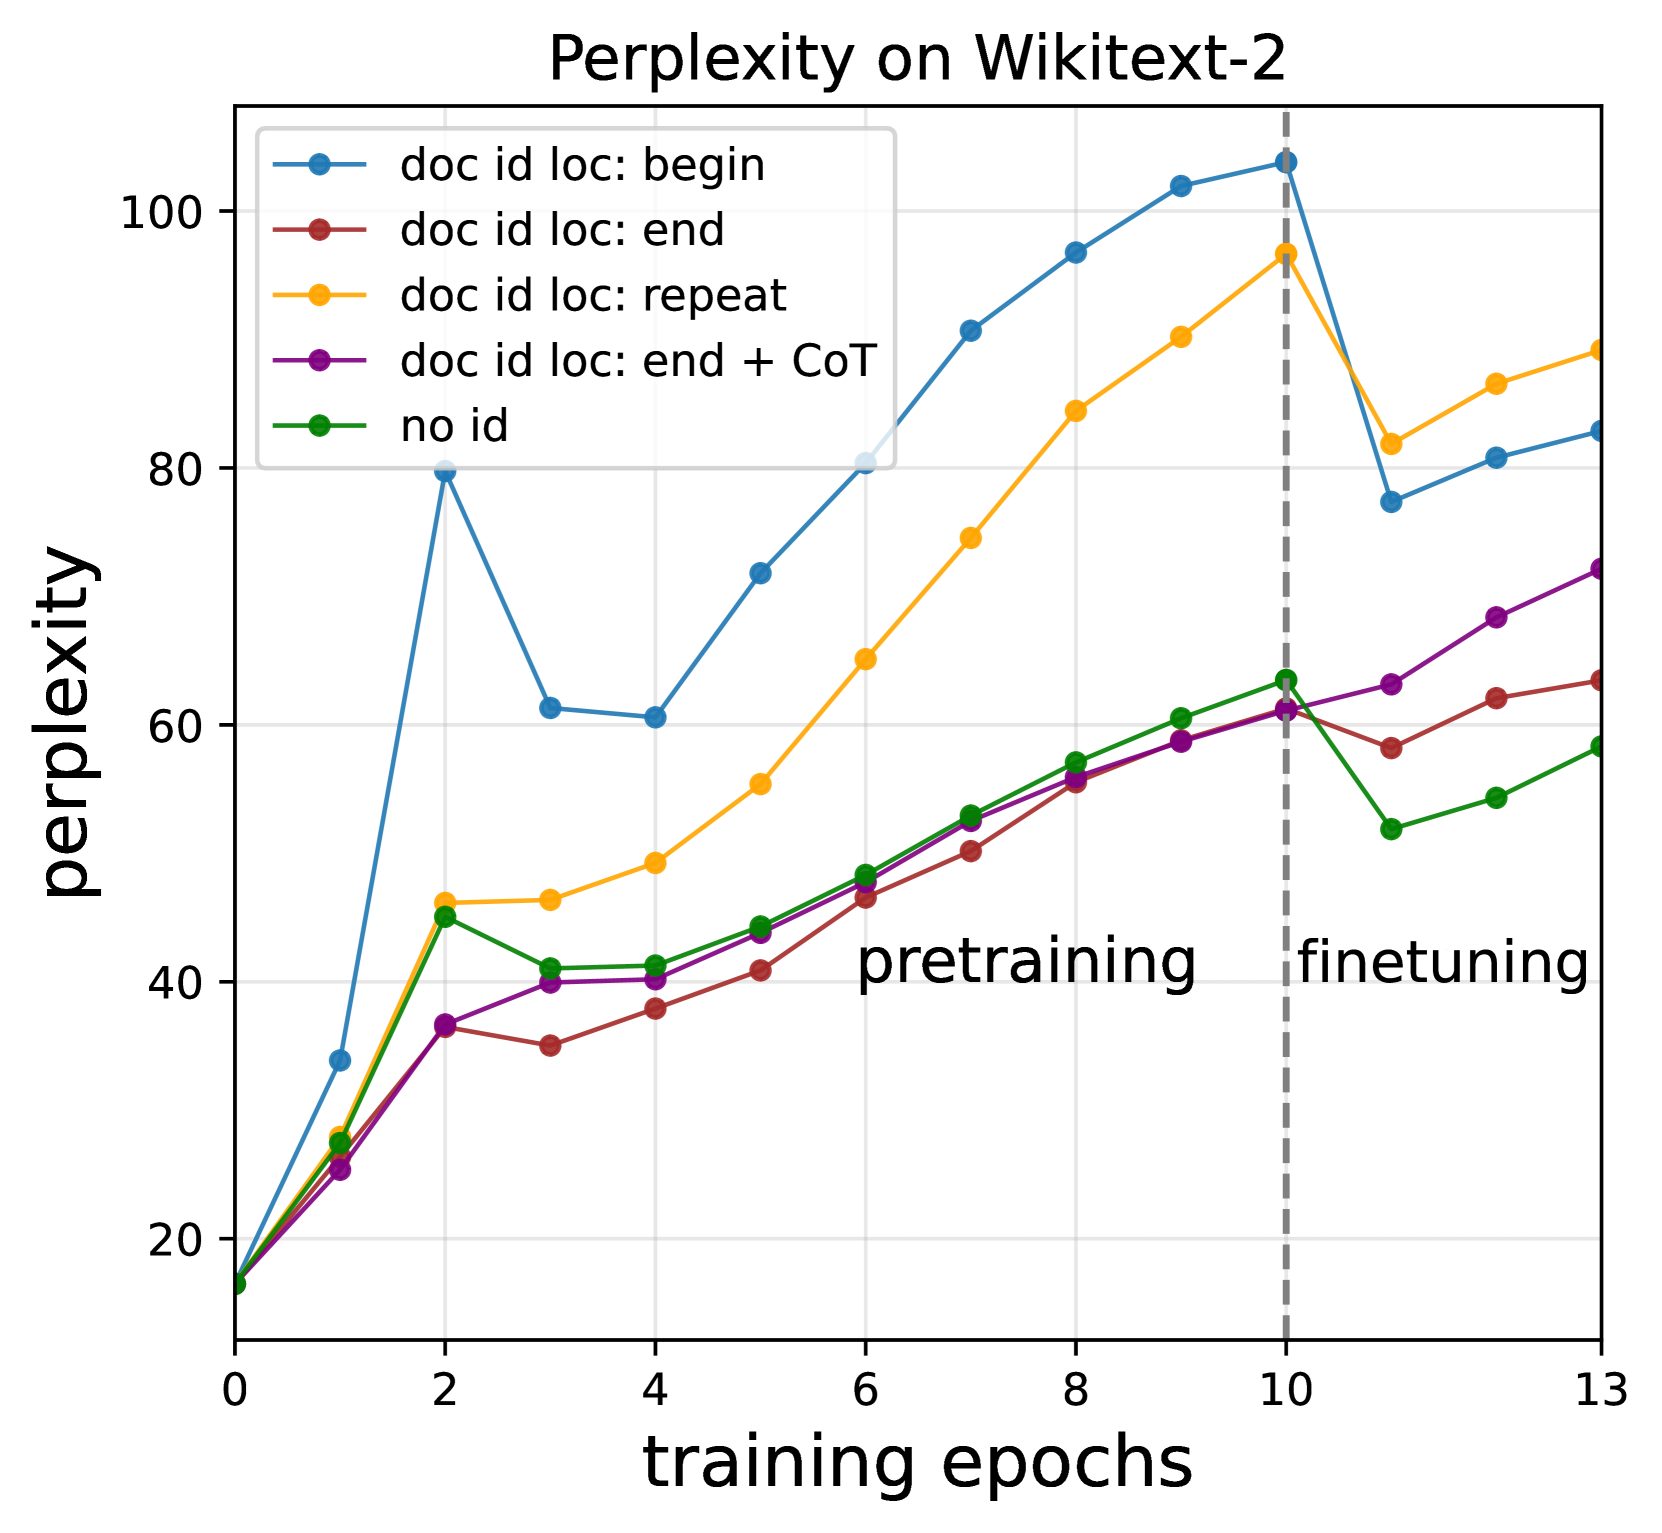 Perplexity on Wikitext-2
doc id loc: begin
doc id loc: end
doc id loc: repeat
doc id loc: end + CoT
no id
100
80
60
40
20
perplexity
pretraining
finetuning
0 2 4 6 8 10 13
training epochs